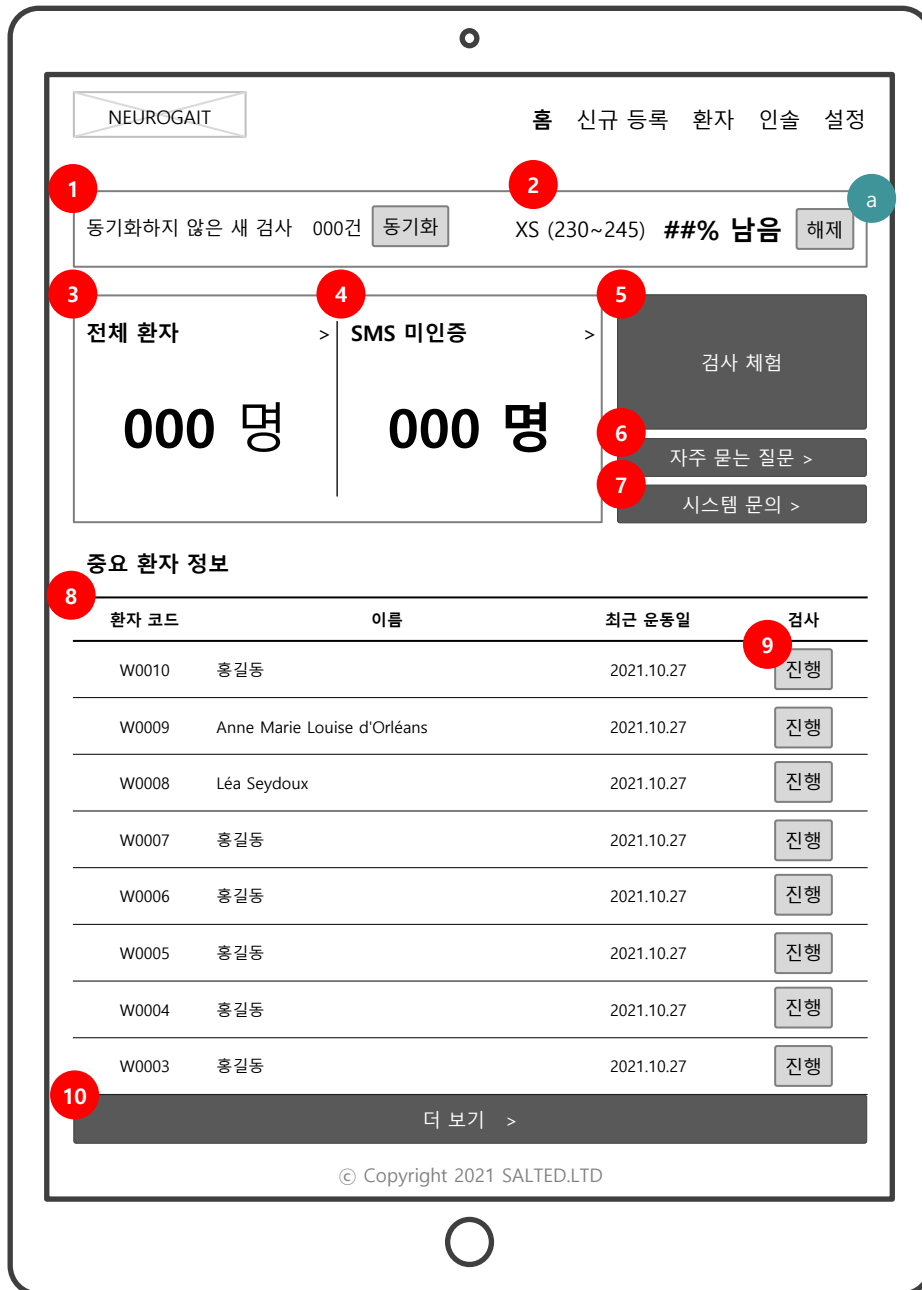 NEUROGAIT
홈 신규 등록 환자 인솔 설정
1
2
a
동기화하지 않은 새 검사 000건 동기화 XS (230~245) ##% 남음 해제
3
4
5
전체 환자 > SMS 미인증 >
검사 체험
000 명 000 명
6
자주 묻는 질문 >
7
시스템 문의 >
중요 환자 정보
8
환자 코드 이름 최근 운동일 검사
9
W0010 홍길동 2021.10.27 진행
W0009 Anne Marie Louise d'Orléans 2021.10.27 진행
W0008 Léa Seydoux 2021.10.27 진행
W0007 홍길동 2021.10.27 진행
W0006 홍길동 2021.10.27 진행
W0005 홍길동 2021.10.27 진행
W0004 홍길동 2021.10.27 진행
W0003 홍길동 2021.10.27 진행
10
더 보기 >
ⓒ Copyright 2021 SALTED.LTD